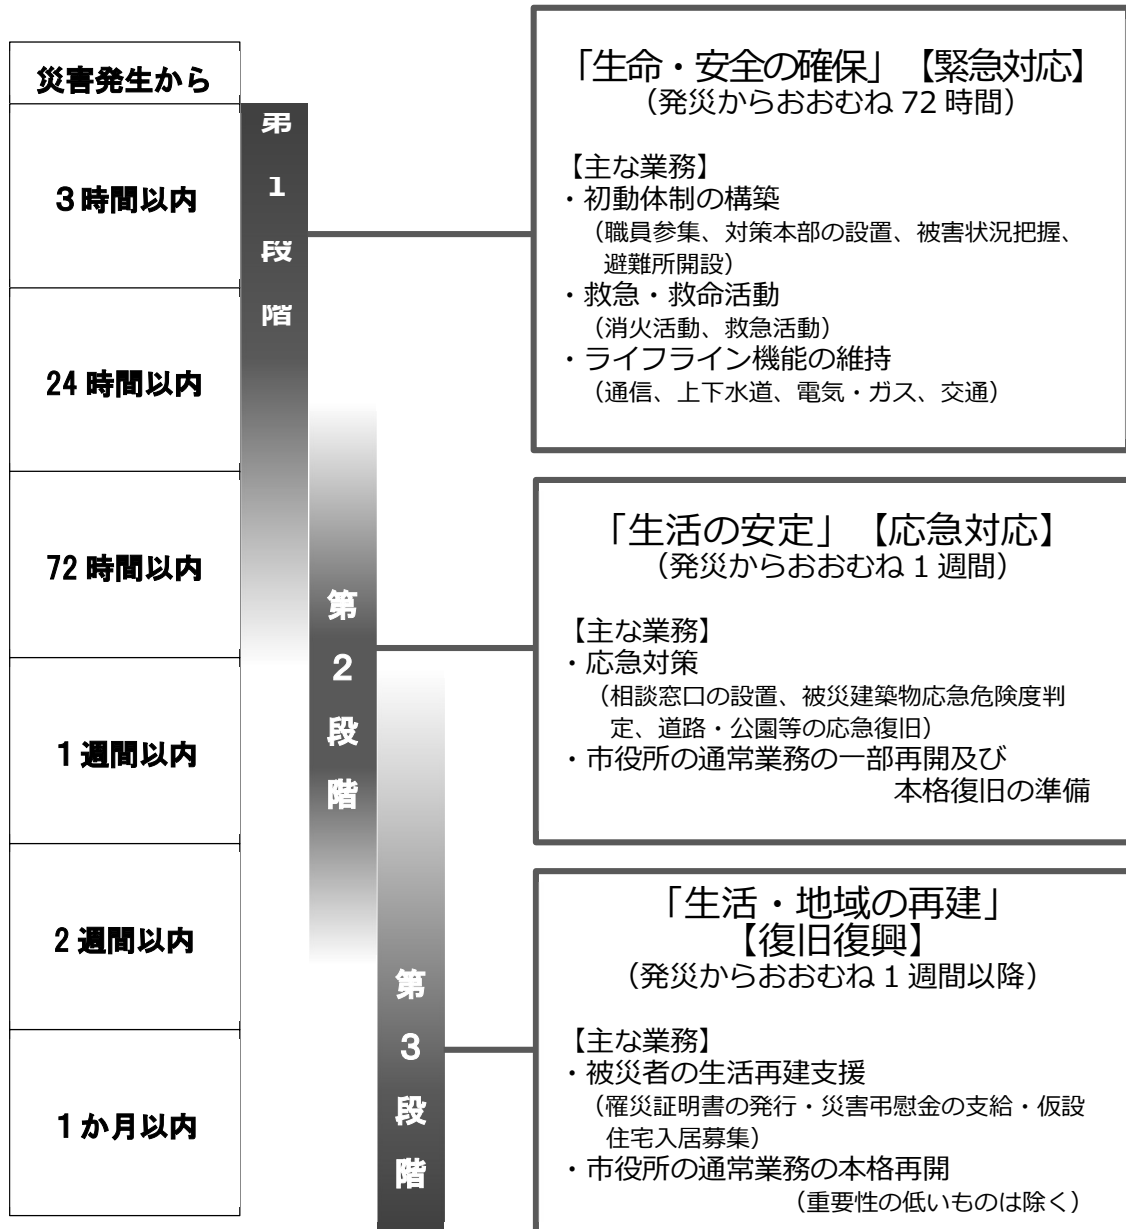 災害発生から
3時間以内
24時間以内
72時間以内
1週間以内
2週間以内
1か月以内
第
1
段
階
第
2
段
階
第
3
段
階
「生命・安全の確保」【緊急対応】
（発災からおおむね 72 時間）
【主な業務】
・初動体制の構築
（職員参集、対策本部の設置、被害状況把握、
避難所開設）
・救急・救命活動
（消火活動、救急活動）
・ライフライン機能の維持
（通信、上下水道、電気・ガス、交通）
「生活の安定」【応急対応】
（発災からおおむね 1 週間）
【主な業務】
・応急対策
（相談窓口の設置、被災建築物応急危険度判
定、道路・公園等の応急復旧）
・市役所の通常業務の一部再開及び
本格復旧の準備
「生活・地域の再建」
【復旧復興】
（発災からおおむね 1 週間以降）
【主な業務】
・被災者の生活再建支援
（罹災証明書の発行・災害弔慰金の支給・仮設
住宅入居募集）
・市役所の通常業務の本格再開
（重要性の低いものは除く）